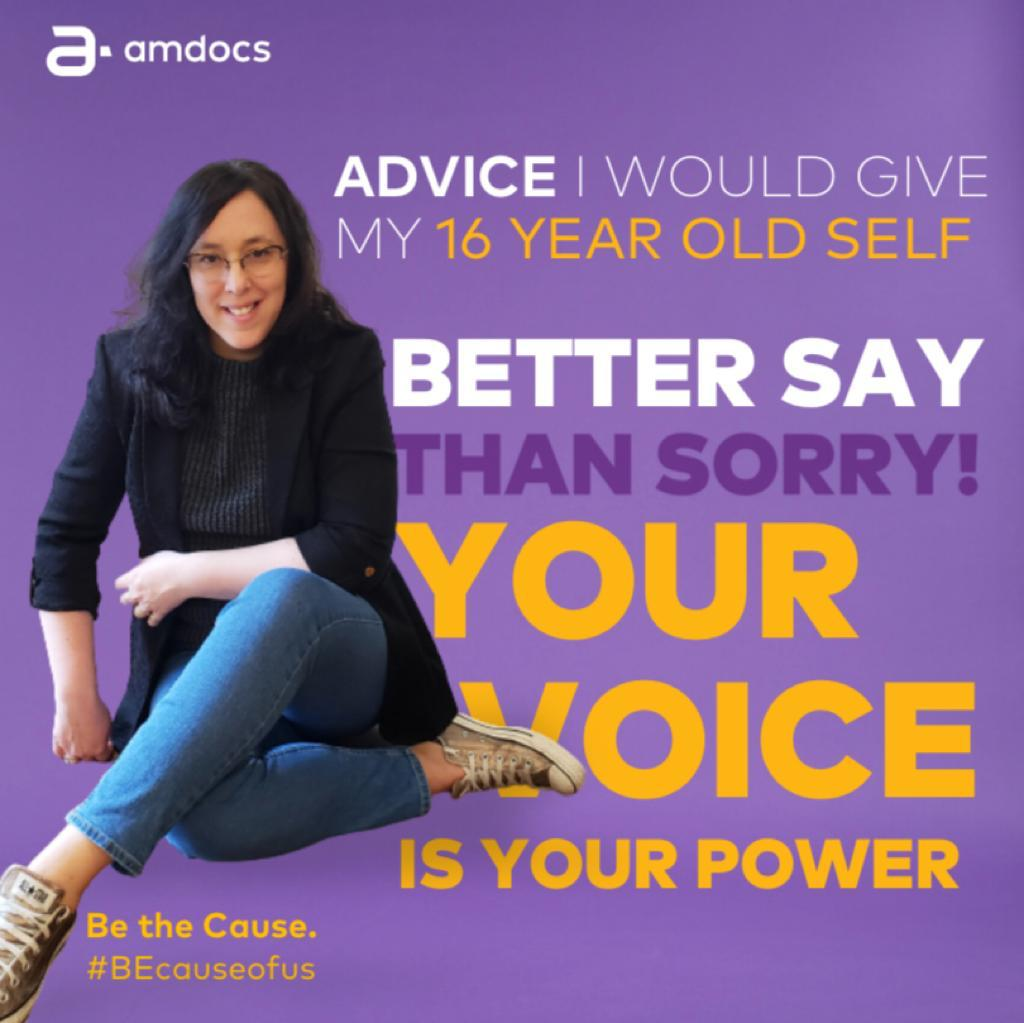 a. amdocs
ADVICE I WOULD GIVE
MY 16 YEAR OLD SELF
BETTER SAY
THAN SORRY!
YOUR
VOICE
IS YOUR POWER
Be the Cause.
#BEcauseofus